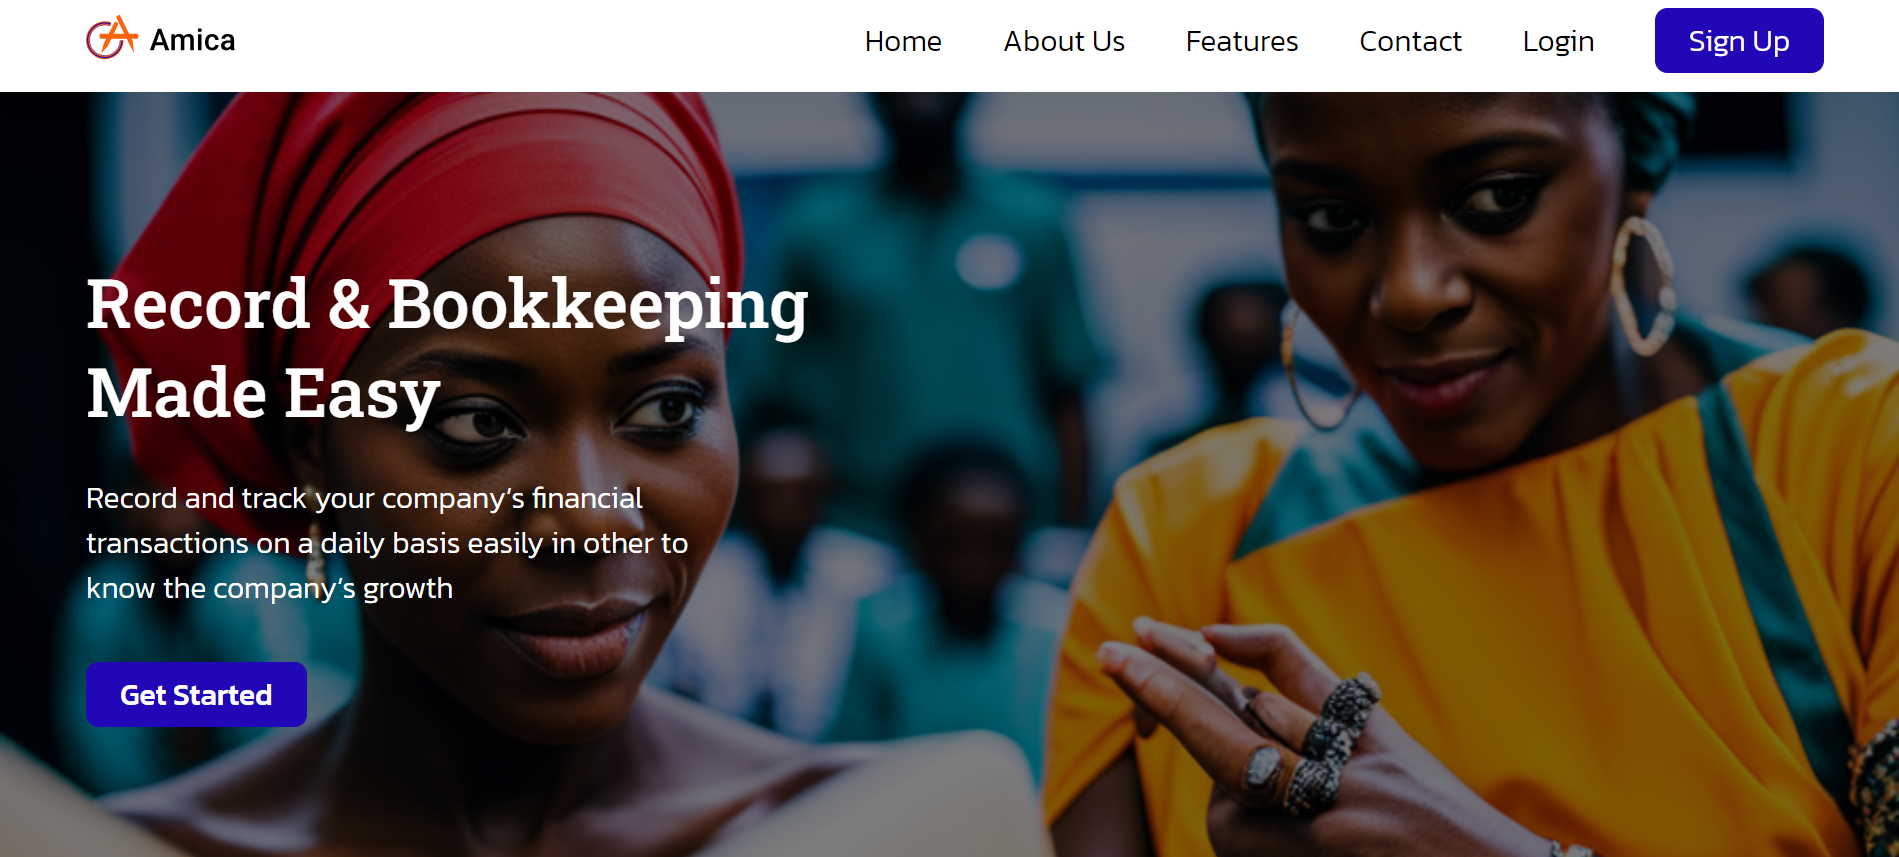 Amica
Home
About Us
Features
Contact
Login
Sign Up
Record & Bookkeeping
Made Easy
Record and track your company’s financial
transactions on a daily basis easily in other to
know the company’s growth
Get Started